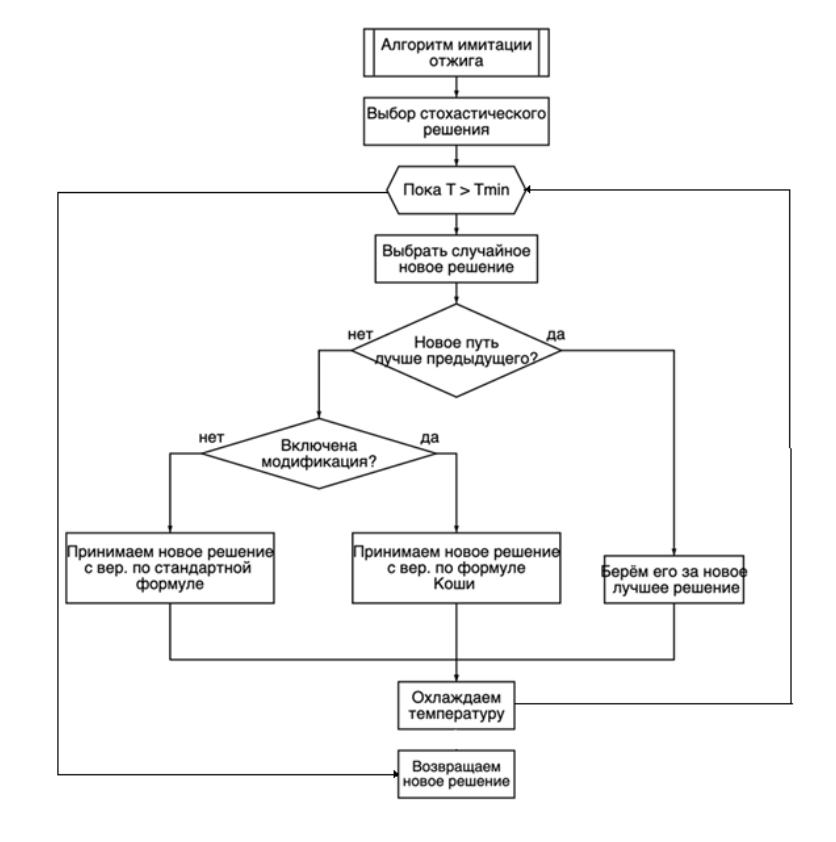 Алгоритм имитации
отжига
Выбор стохастического
решения
Пока T > Tmin
Выбрать случайное
новое решение
нет
да
Новое путь
лучше предыдущего?
нет
да
Включена
модификация?
Принимаем новое решение
с вер. по стандартной
формуле
Принимаем новое решение
с вер. по формуле
Коши
Берём его за новое
лучшее решение
Охлаждаем
температуру
Возвращаем
новое решение